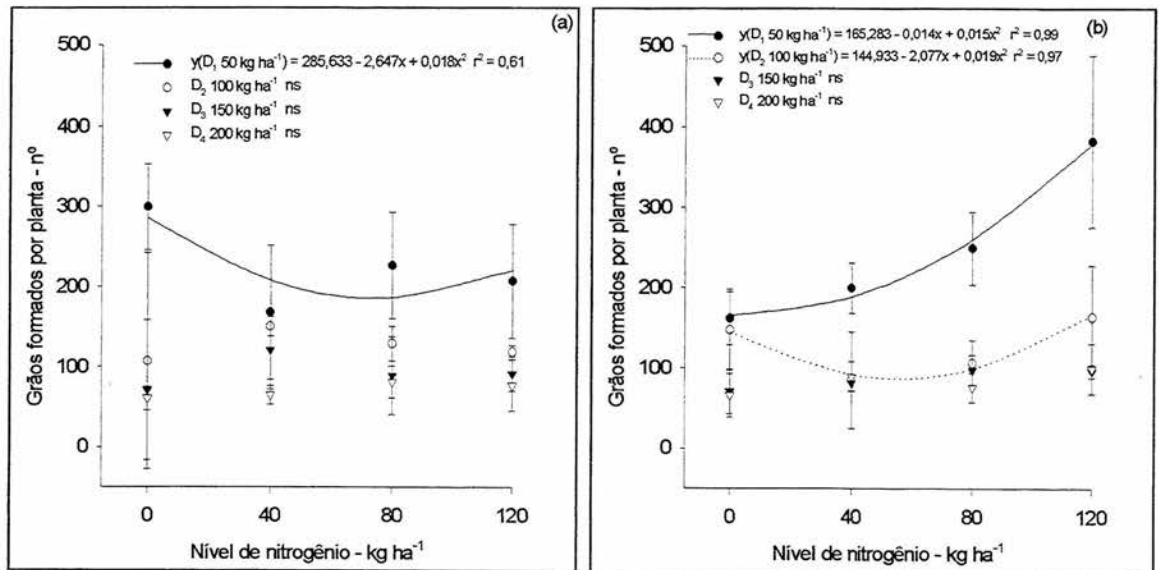 (a)
y(D₁ 50 kg ha⁻¹) = 285,633 - 2,647x + 0,018x² r² = 0,61
D₂ 100 kg ha⁻¹ ns
D₃ 150 kg ha⁻¹ ns
D₄ 200 kg ha⁻¹ ns
Grãos formados por planta - nº
500
400
300
200
100
0
0 40 80 120
Nível de nitrogênio - kg ha⁻¹
(b)
y(D₁ 50 kg ha⁻¹) = 165,283 - 0,014x + 0,015x² r² = 0,99
y(D₂ 100 kg ha⁻¹) = 144,933 - 2,077x + 0,019x² r² = 0,97
D₃ 150 kg ha⁻¹ ns
D₄ 200 kg ha⁻¹ ns
Grãos formados por planta - nº
500
400
300
200
100
0
0 40 80 120
Nível de nitrogênio - kg ha⁻¹